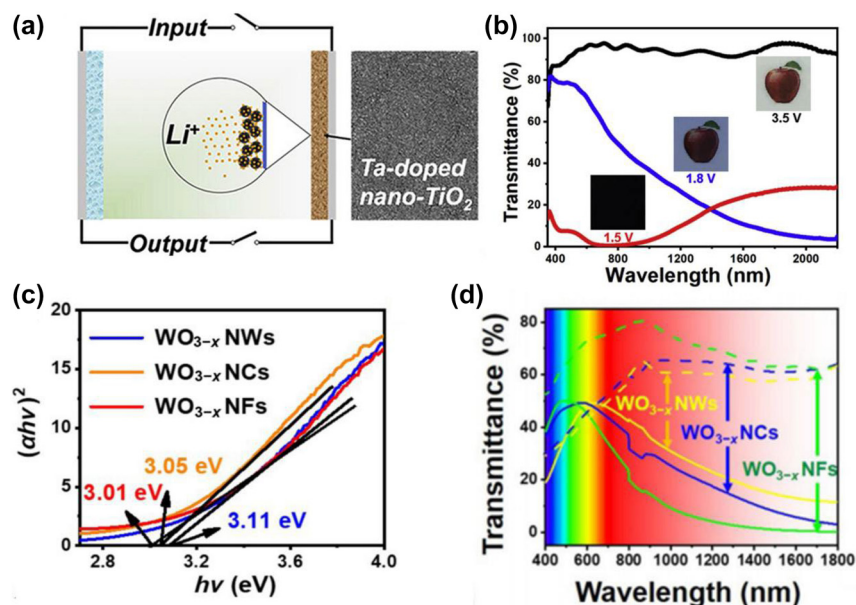 (a)
Input
Li⁺
Ta-doped
nano-TiO₂
Output
(b)
Transmittance (%)
100
80
60
40
20
0
3.5 V
1.8 V
1.5 V
400 800 1200 1600 2000
Wavelength (nm)
(c)
(αhν)²
20
15
10
5
0
WO₃₋ₓ NWs
WO₃₋ₓ NCs
WO₃₋ₓ NFs
3.05 eV
3.01 eV
3.11 eV
2.8 3.2 3.6 4.0
hν (eV)
(d)
Transmittance (%)
80
60
40
20
0
WO₃₋ₓ NWs
WO₃₋ₓ NCs
WO₃₋ₓ NFs
400 600 800 1000 1200 1400 1600 1800
Wavelength (nm)